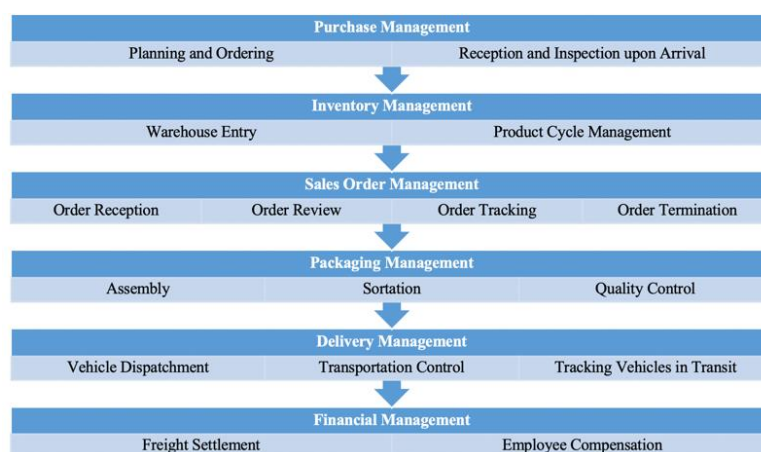 Purchase Management
Planning and Ordering Reception and Inspection upon Arrival
Inventory Management
Warehouse Entry Product Cycle Management
Sales Order Management
Order Reception Order Review Order Tracking Order Termination
Packaging Management
Assembly Sortation Quality Control
Delivery Management
Vehicle Dispatchment Transportation Control Tracking Vehicles in Transit
Financial Management
Freight Settlement Employee Compensation